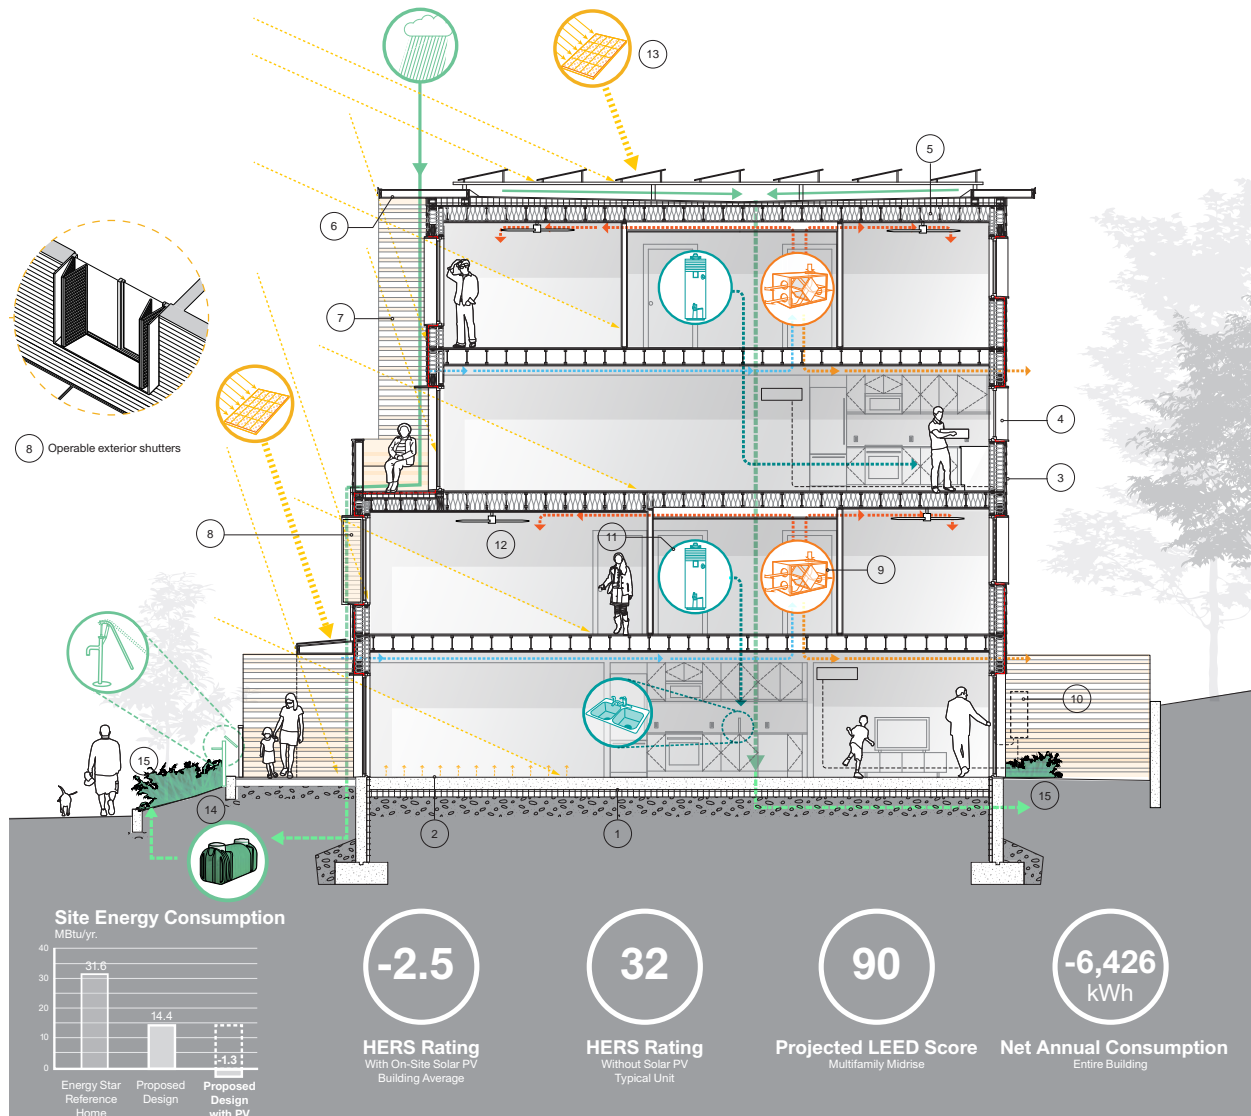 13
5
6
7
8 Operable exterior shutters
4
3
8
12
11
9
10
15
14
15
2
1
Site Energy Consumption
MBtu/yr.
40
30
20
10
0
31.6
14.4
-1.3
Energy Star
Reference
Home
Proposed
Design
Proposed
Design
with PV
-2.5
HERS Rating
With On-Site Solar PV
Building Average
32
HERS Rating
Without Solar PV
Typical Unit
90
Projected LEED Score
Multifamily Midrise
-6,426
kWh
Net Annual Consumption
Entire Building